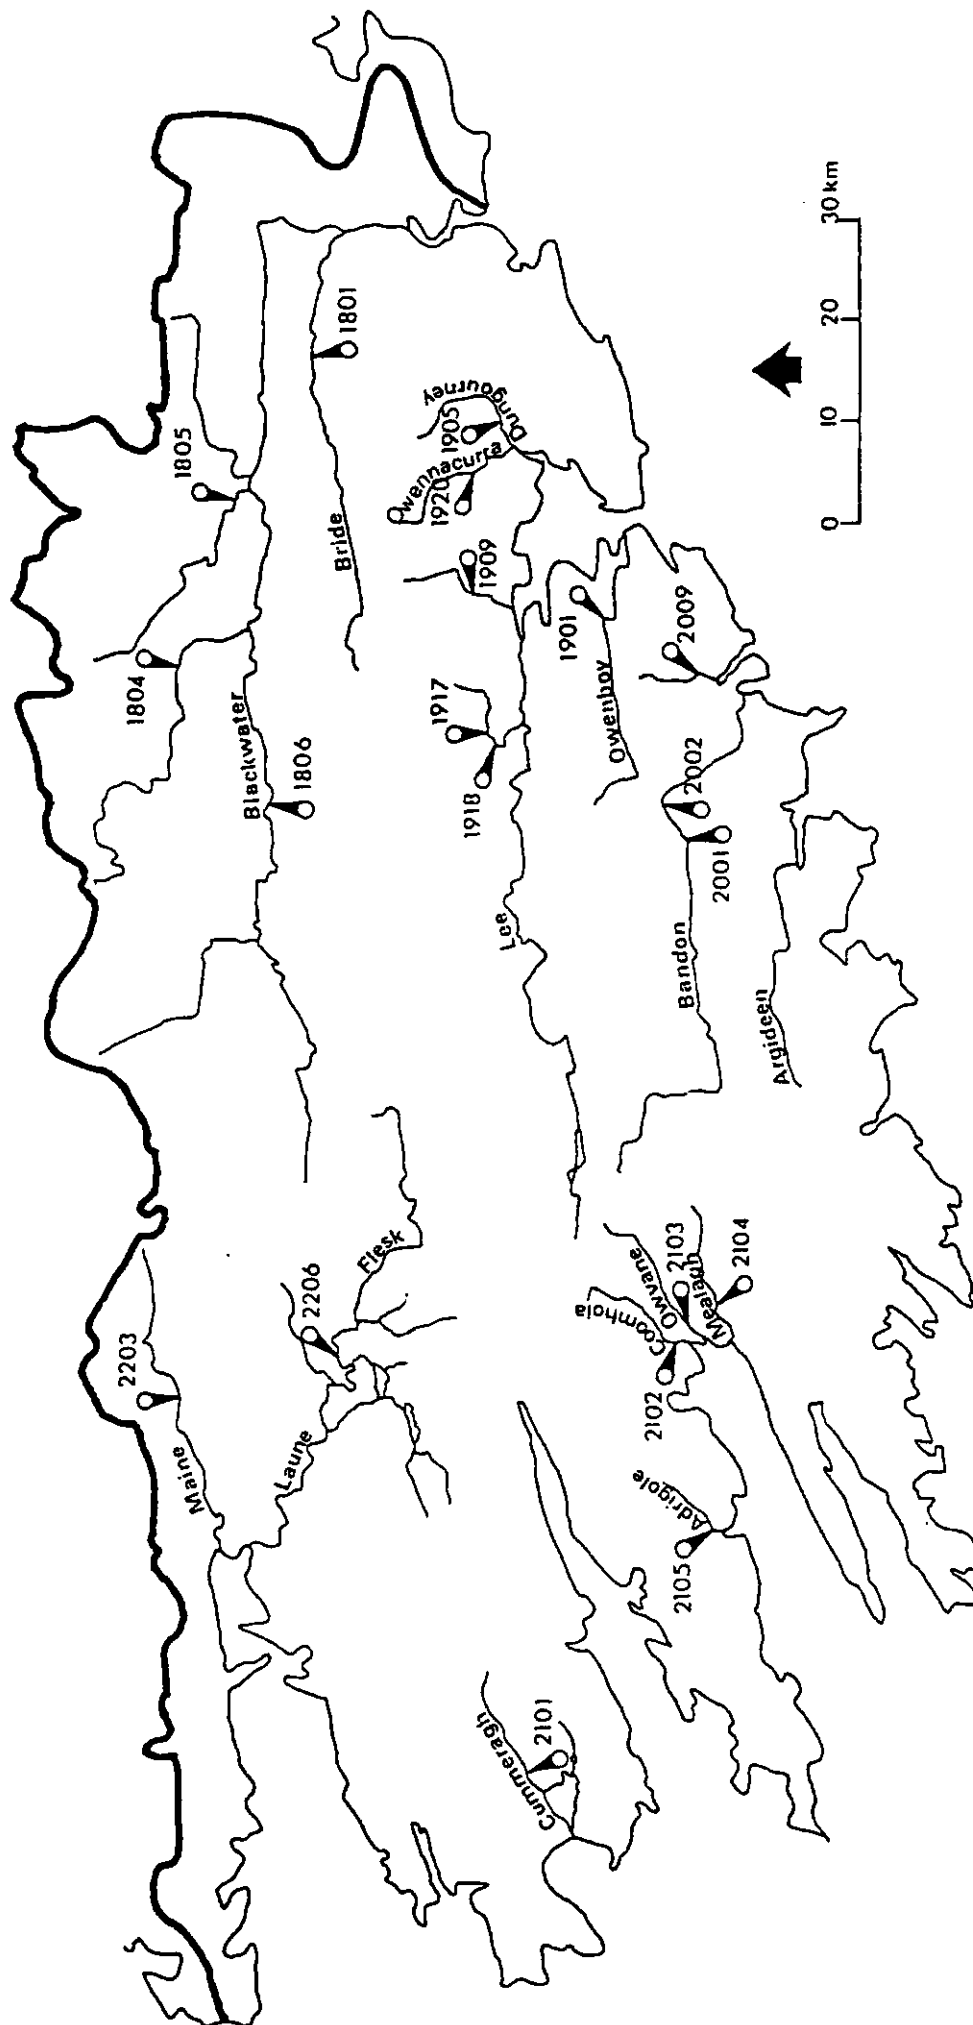 1805
1804
1801
Bride
Blackwater
1806
Dungourney
1905
Owennacurra
1920
1909
1917
1918
1901
Owenboy
2009
2002
2001
Lee
Bandon
Argideen
2203
Maine
2206
Flesk
Laune
Coomhola
Owvane
2103
Mealagh
2104
2102
Adrigole
2105
Cummeragh
2101
0 10 20 30 km